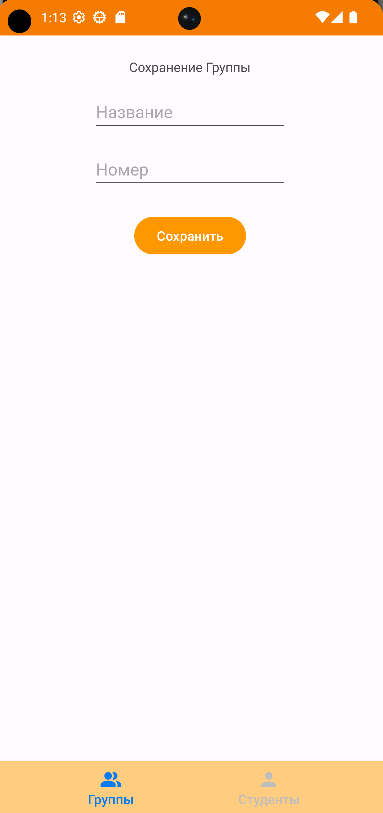 1:13
Сохранение Группы
Название
Номер
Сохранить
Группы
Студенты